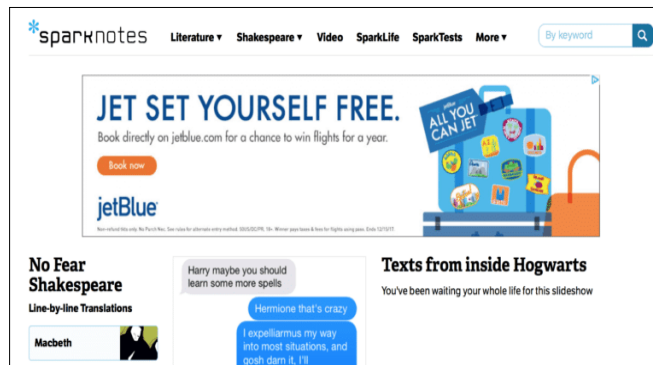 sparknotes
Literature ▾ Shakespeare ▾ Video SparkLife SparkTests More ▾
By keyword
JET SET YOURSELF FREE.
Book directly on jetblue.com for a chance to win flights for a year.
Book now
jetBlue
jetBlue
ALL YOU
CAN JET
No Fear
Shakespeare
Line-by-line Translations
Macbeth
Harry maybe you should
learn some more spells
Hermione that's crazy
I expelliarmus my way
into most situations, and
gosh darn it, I'll
Texts from inside Hogwarts
You've been waiting your whole life for this slideshow